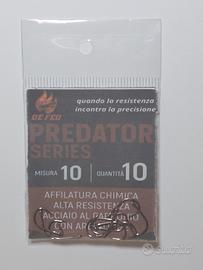 DE FEO
quando la resistenza
incontra la precisione
PREDATOR
SERIES
MISURA 10
QUANTITÀ 10
AFFILATURA CHIMICA
ALTA RESISTENZA
ACCIAIO AL CARBONIO
CON